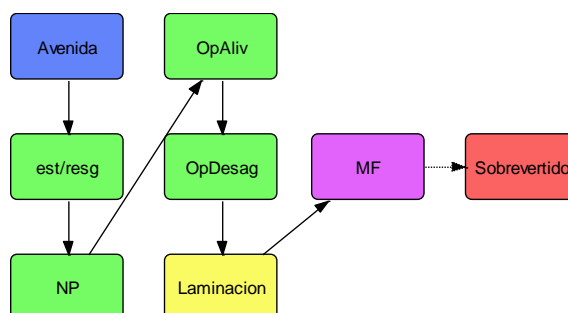 Avenida
OpAliv
est/resg
OpDesag
MF
Sobrevertido
NP
Laminacion